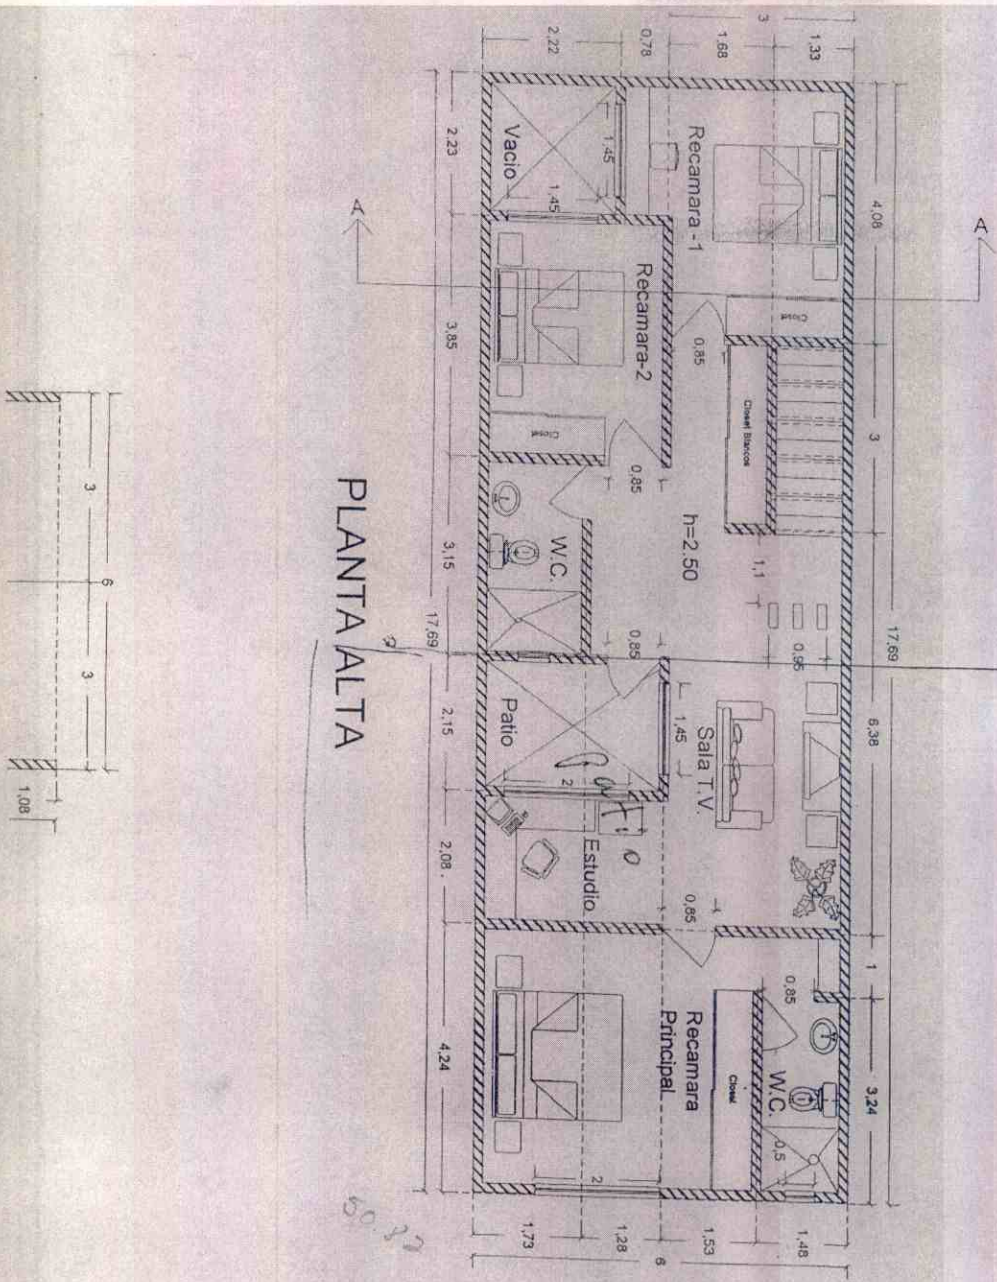 A
A
17,69
4,08
3
6,38
1
3,24
3
1,33
1,68
0,78
2,22
Recamara - 1
Closet
Closet Blancos
0,85
1,45
1,45
Vacio
Recamara-2
Closet
0,85
h=2.50
1,1
0,95
W.C.
0,85
Sala T.V.
1,45
Patio
2
Patio
Estudio
0,85
Recamara
Principal
Closet
0,85
W.C.
0,5
2
1,48
1,53
1,28
1,73
6
2,23
3,85
3,15
2,15
2,08
4,24
17,69
PLANTA ALTA
6
3
3
1,08